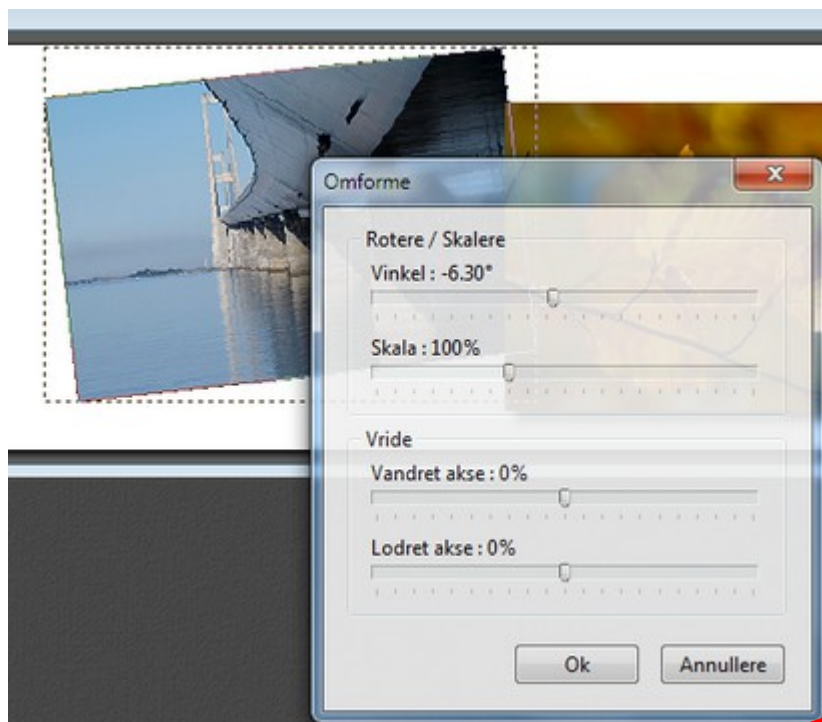 Omforme
Rotere / Skalere
Vinkel : -6.30°
Skala : 100%
Vride
Vandret akse : 0%
Lodret akse : 0%
Ok
Annullere